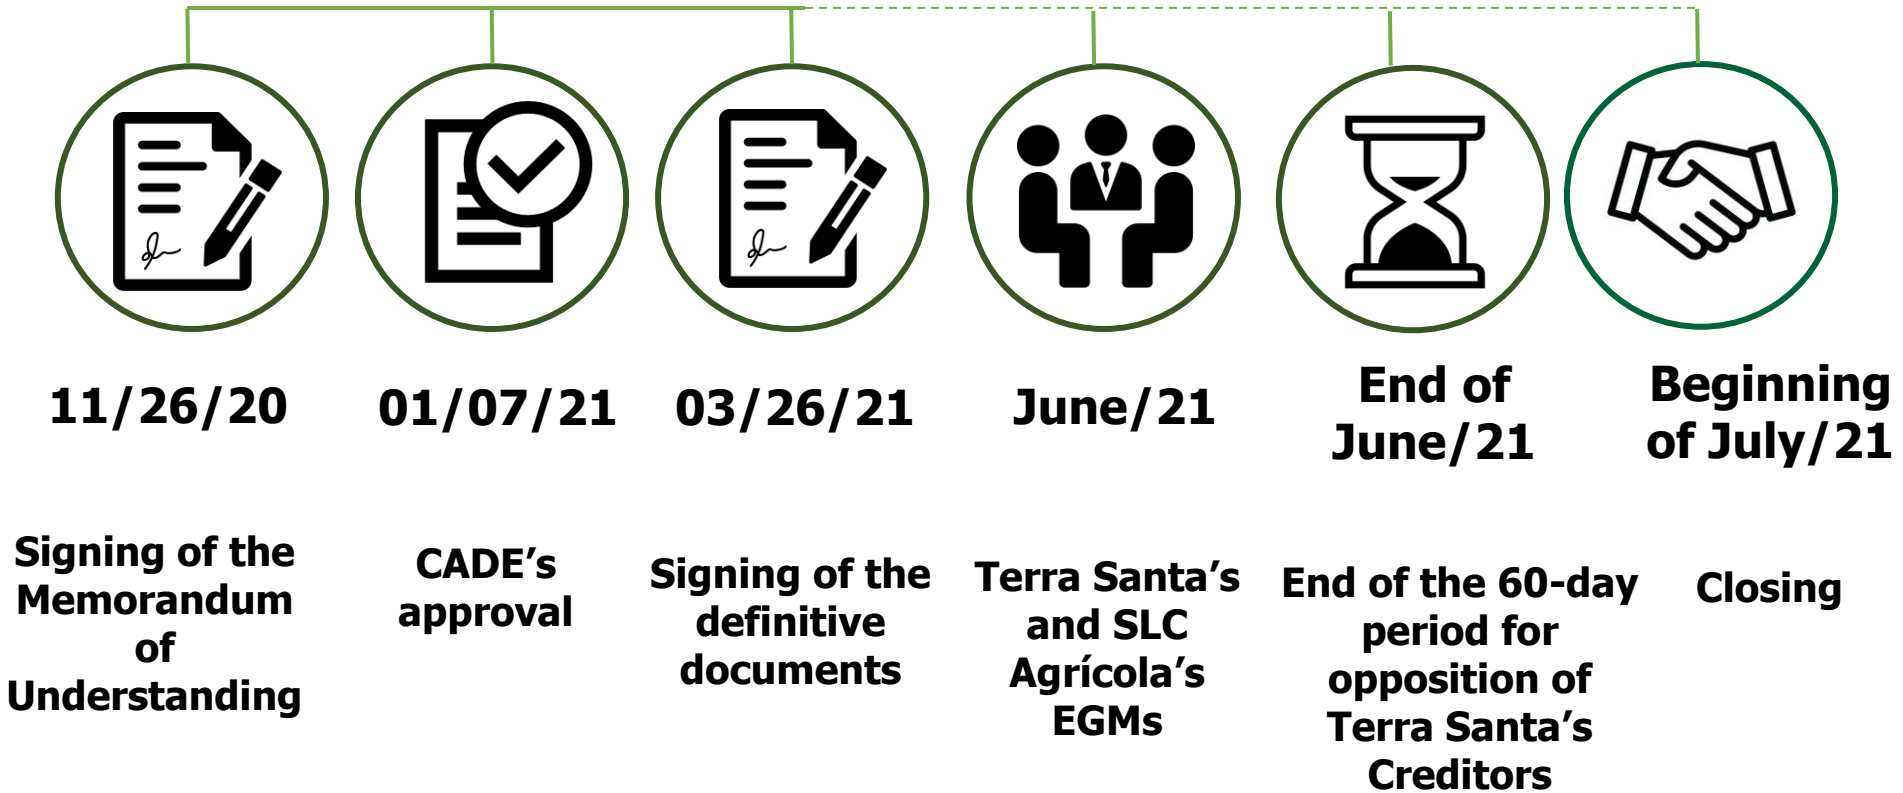 11/26/20
Signing of the
Memorandum
of
Understanding
01/07/21
CADE’s
approval
03/26/21
Signing of the
definitive
documents
June/21
Terra Santa’s
and SLC
Agrícola’s
EGMs
End of
June/21
End of the 60-day
period for
opposition of
Terra Santa’s
Creditors
Beginning
of July/21
Closing